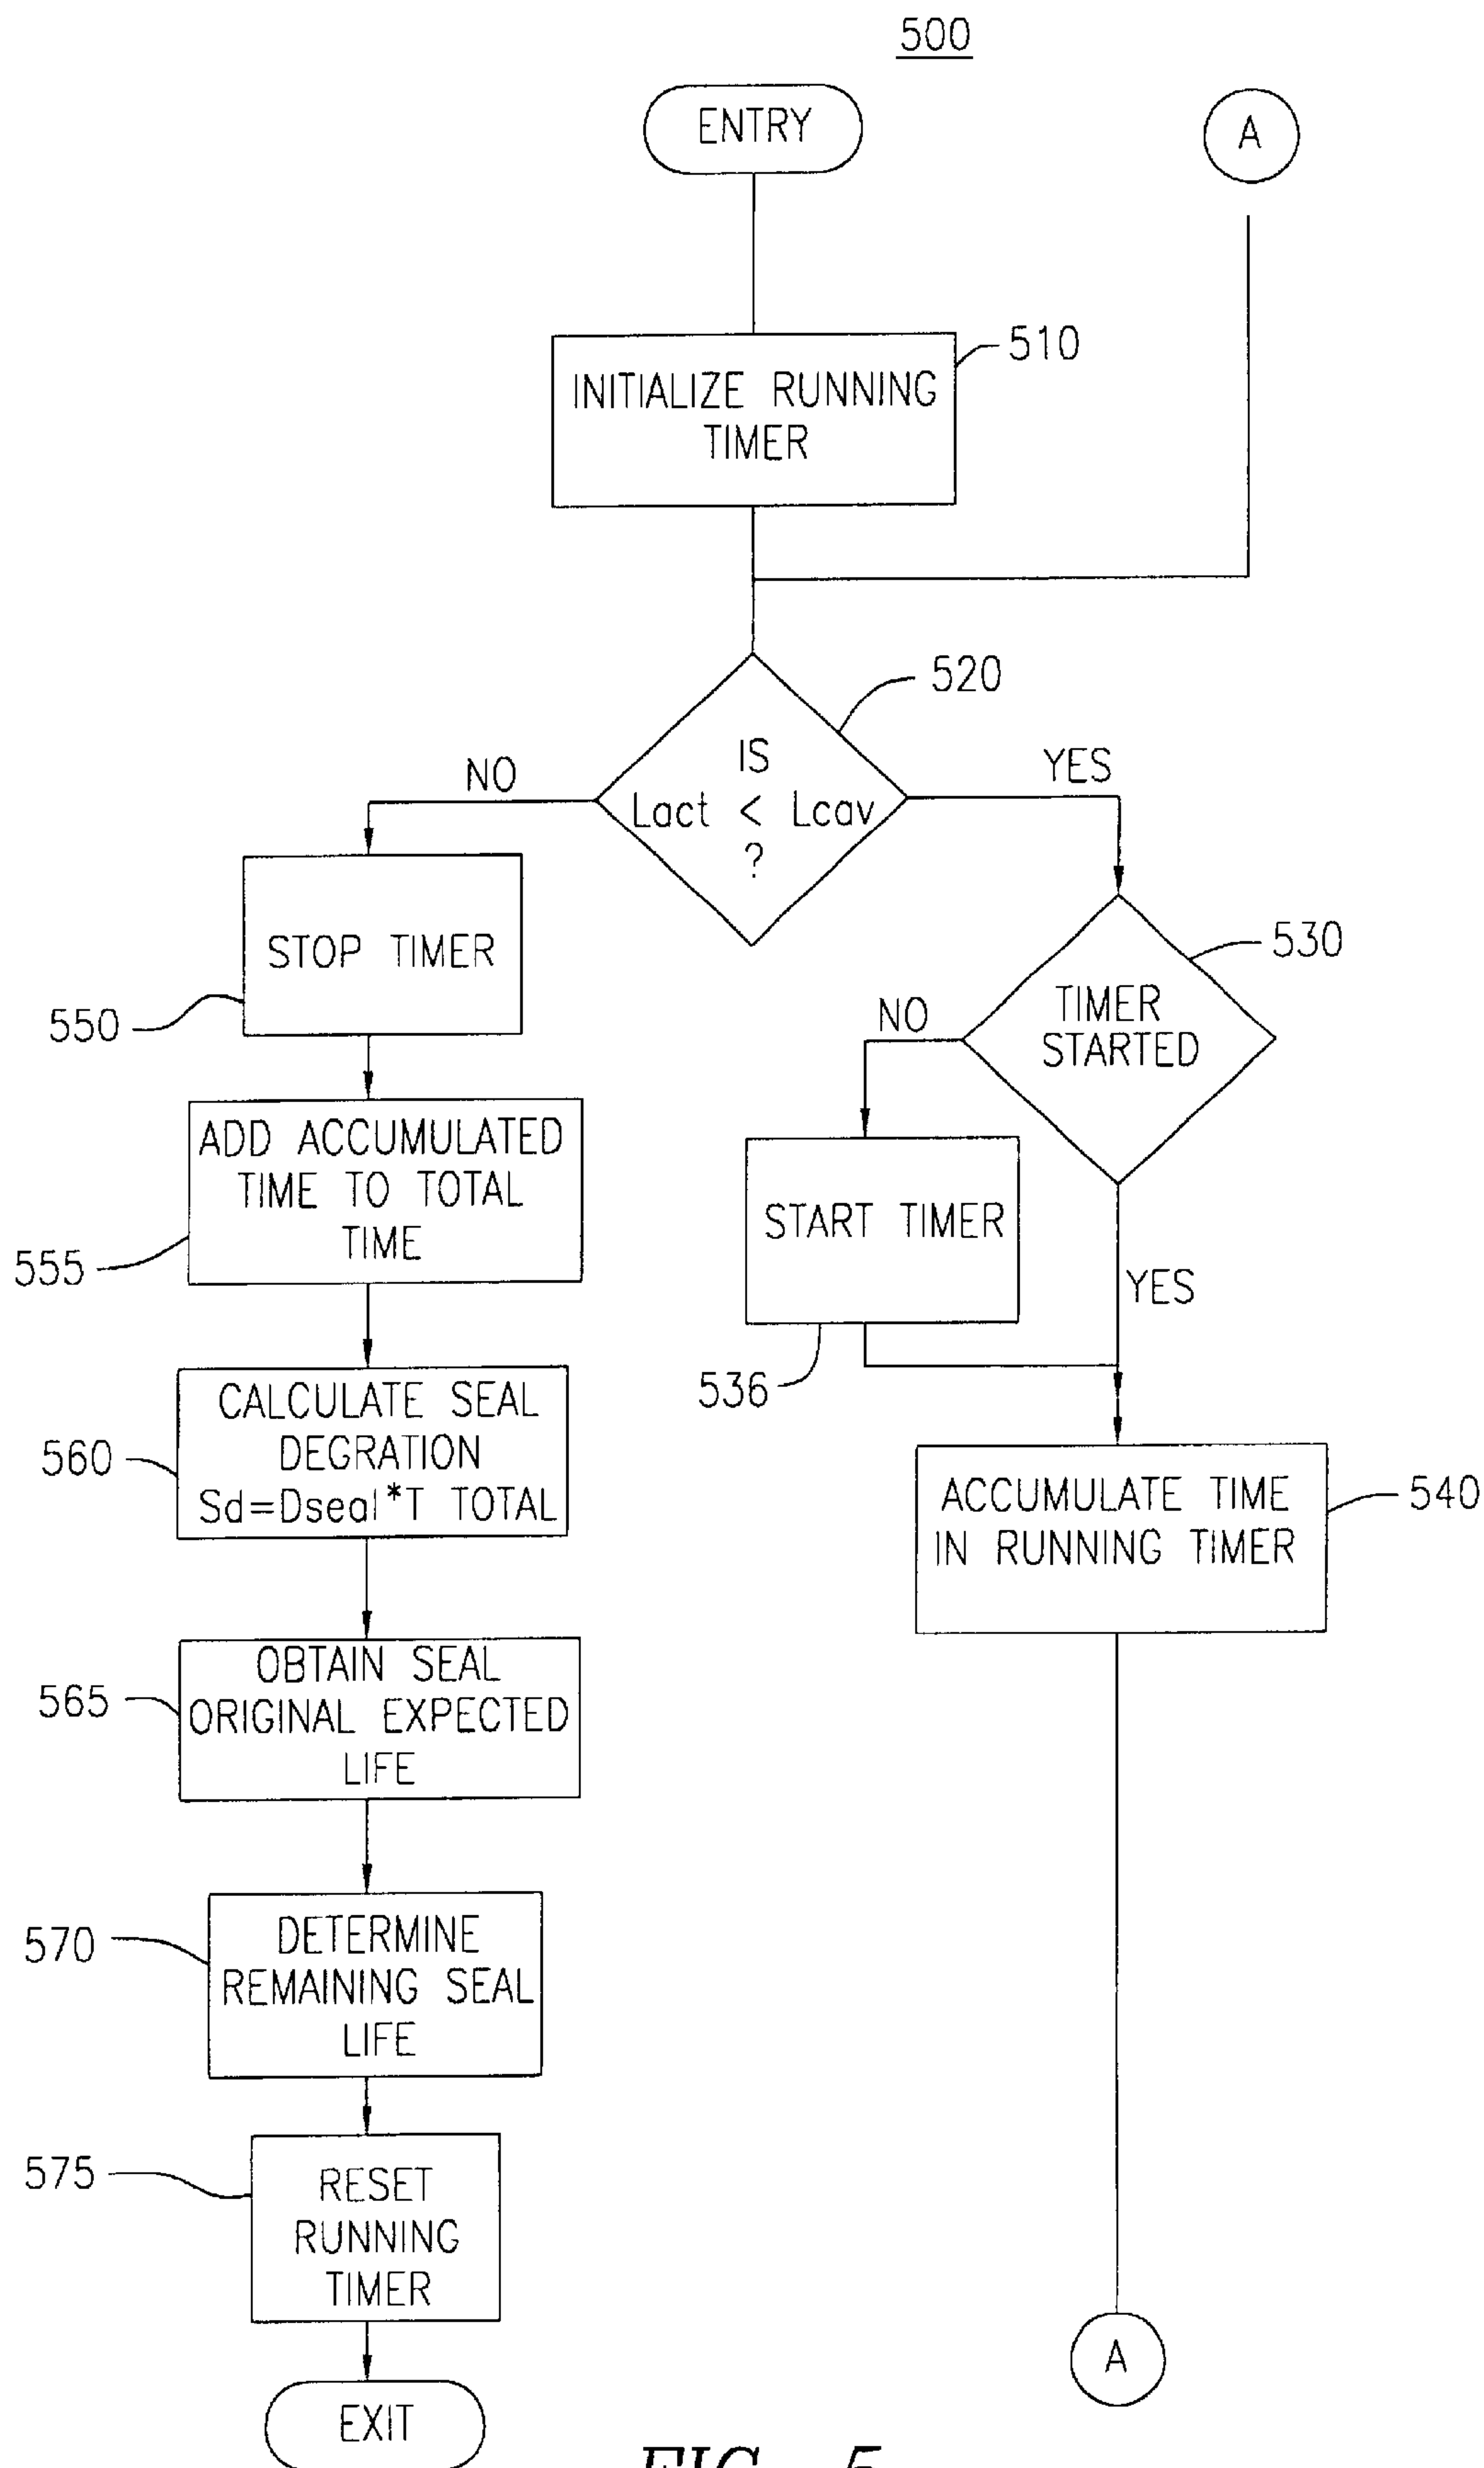 500
ENTRY
A
INITIALIZE RUNNING
TIMER
510
IS
Lact < Lcav
?
520
NO
YES
STOP TIMER
550
TIMER
STARTED
530
NO
YES
START TIMER
536
ADD ACCUMULATED
TIME TO TOTAL
TIME
555
CALCULATE SEAL
DEGRATION
Sd=Dseal*T TOTAL
560
ACCUMULATE TIME
IN RUNNING TIMER
540
OBTAIN SEAL
ORIGINAL EXPECTED
LIFE
565
DETERMINE
REMAINING SEAL
LIFE
570
RESET
RUNNING
TIMER
575
A
EXIT
FIG. 5